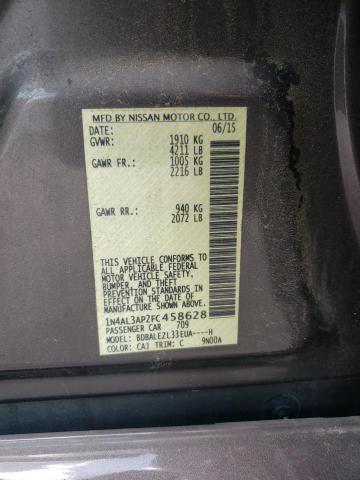 MFD BY NISSAN MOTOR CO., LTD.
DATE: 06/15
GVWR: 1910 KG
4211 LB
GAWR FR: 1005 KG
2216 LB
GAWR RR: 940 KG
2072 LB
THIS VEHICLE CONFORMS TO
ALL APPLICABLE FEDERAL
MOTOR VEHICLE SAFETY,
BUMPER, AND THEFT
PREVENTION STANDARDS IN
EFFECT ON THE DATE OF
MANUFACTURE SHOWN ABOVE.
1N4AL3AP2FC458628
PASSENGER CAR 709
MODEL: BDBALEZL33EUA----H
COLOR: CAJ TRIM: C 9N00A